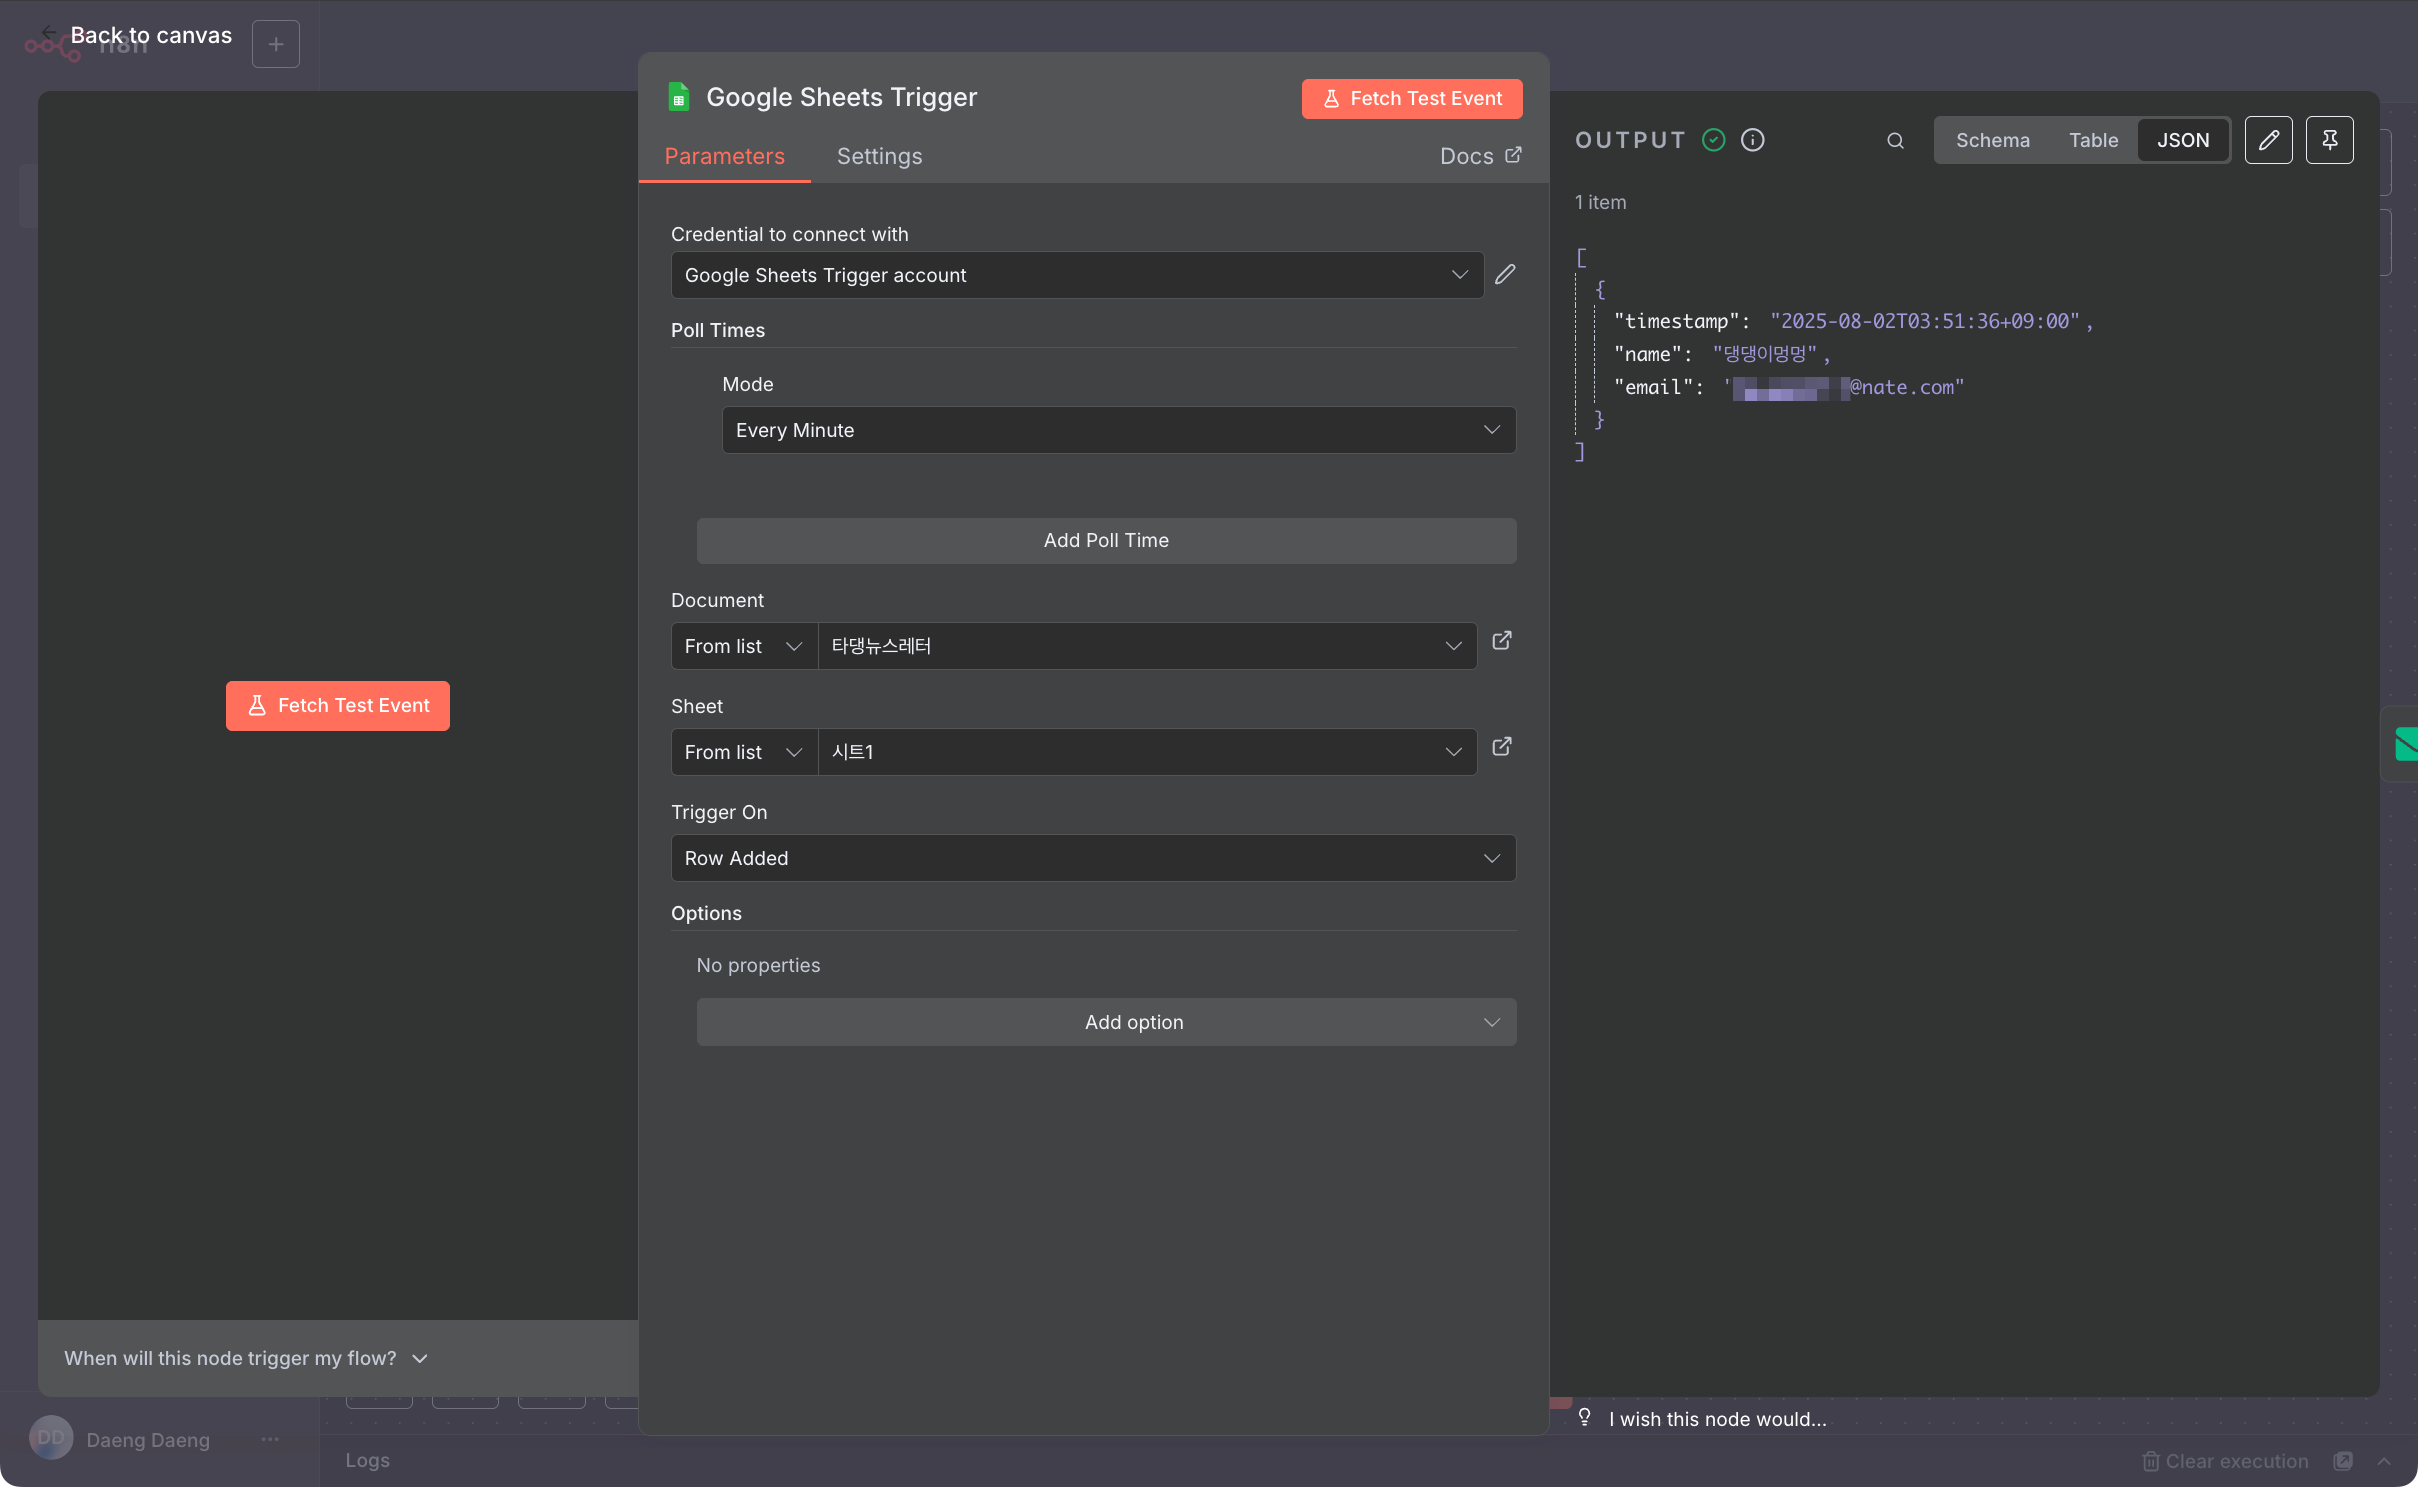 Back to canvas
n8n
Google Sheets Trigger
Fetch Test Event
Parameters
Settings
Docs
Credential to connect with
Google Sheets Trigger account
Poll Times
Mode
Every Minute
Add Poll Time
Document
From list
타댕뉴스레터
Sheet
From list
시트1
Trigger On
Row Added
Options
No properties
Add option
Fetch Test Event
When will this node trigger my flow?
OUTPUT
Schema
Table
JSON
1 item
[
{
"timestamp": "2025-08-02T03:51:36+09:00",
"name": "댕댕이멍멍",
"email": "@nate.com"
}
]
I wish this node would...
DD
Daeng Daeng
Logs
Clear execution